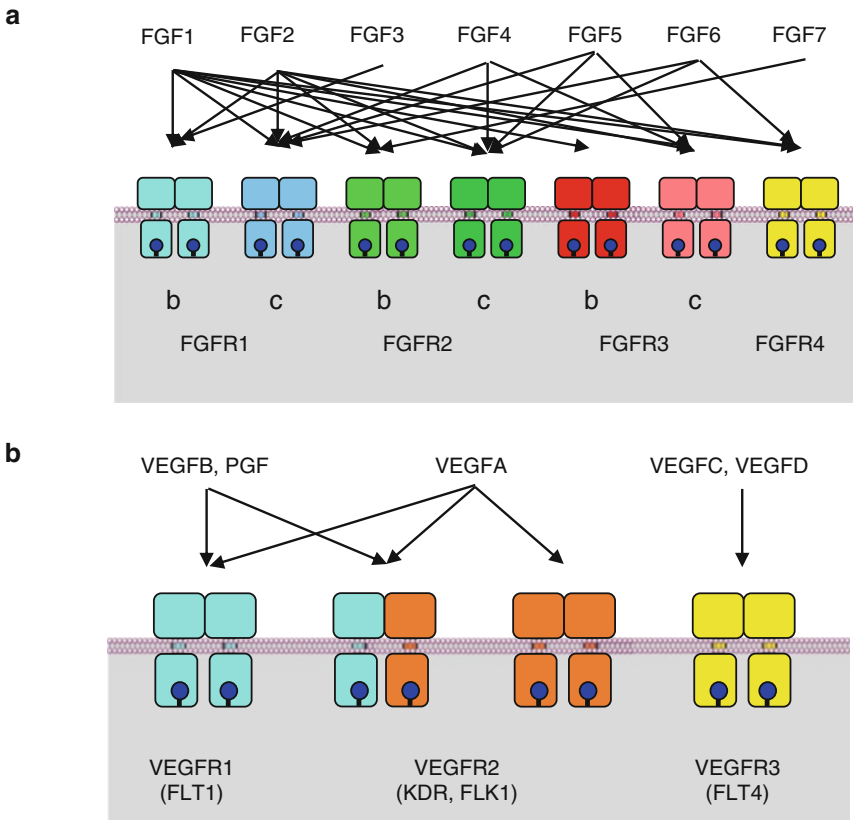 a
FGF1 FGF2 FGF3 FGF4 FGF5 FGF6 FGF7
b c b c b c
FGFR1 FGFR2 FGFR3 FGFR4
b
VEGFB, PGF VEGFA VEGFC, VEGFD
VEGFR1 VEGFR2 VEGFR3
(FLT1) (KDR, FLK1) (FLT4)